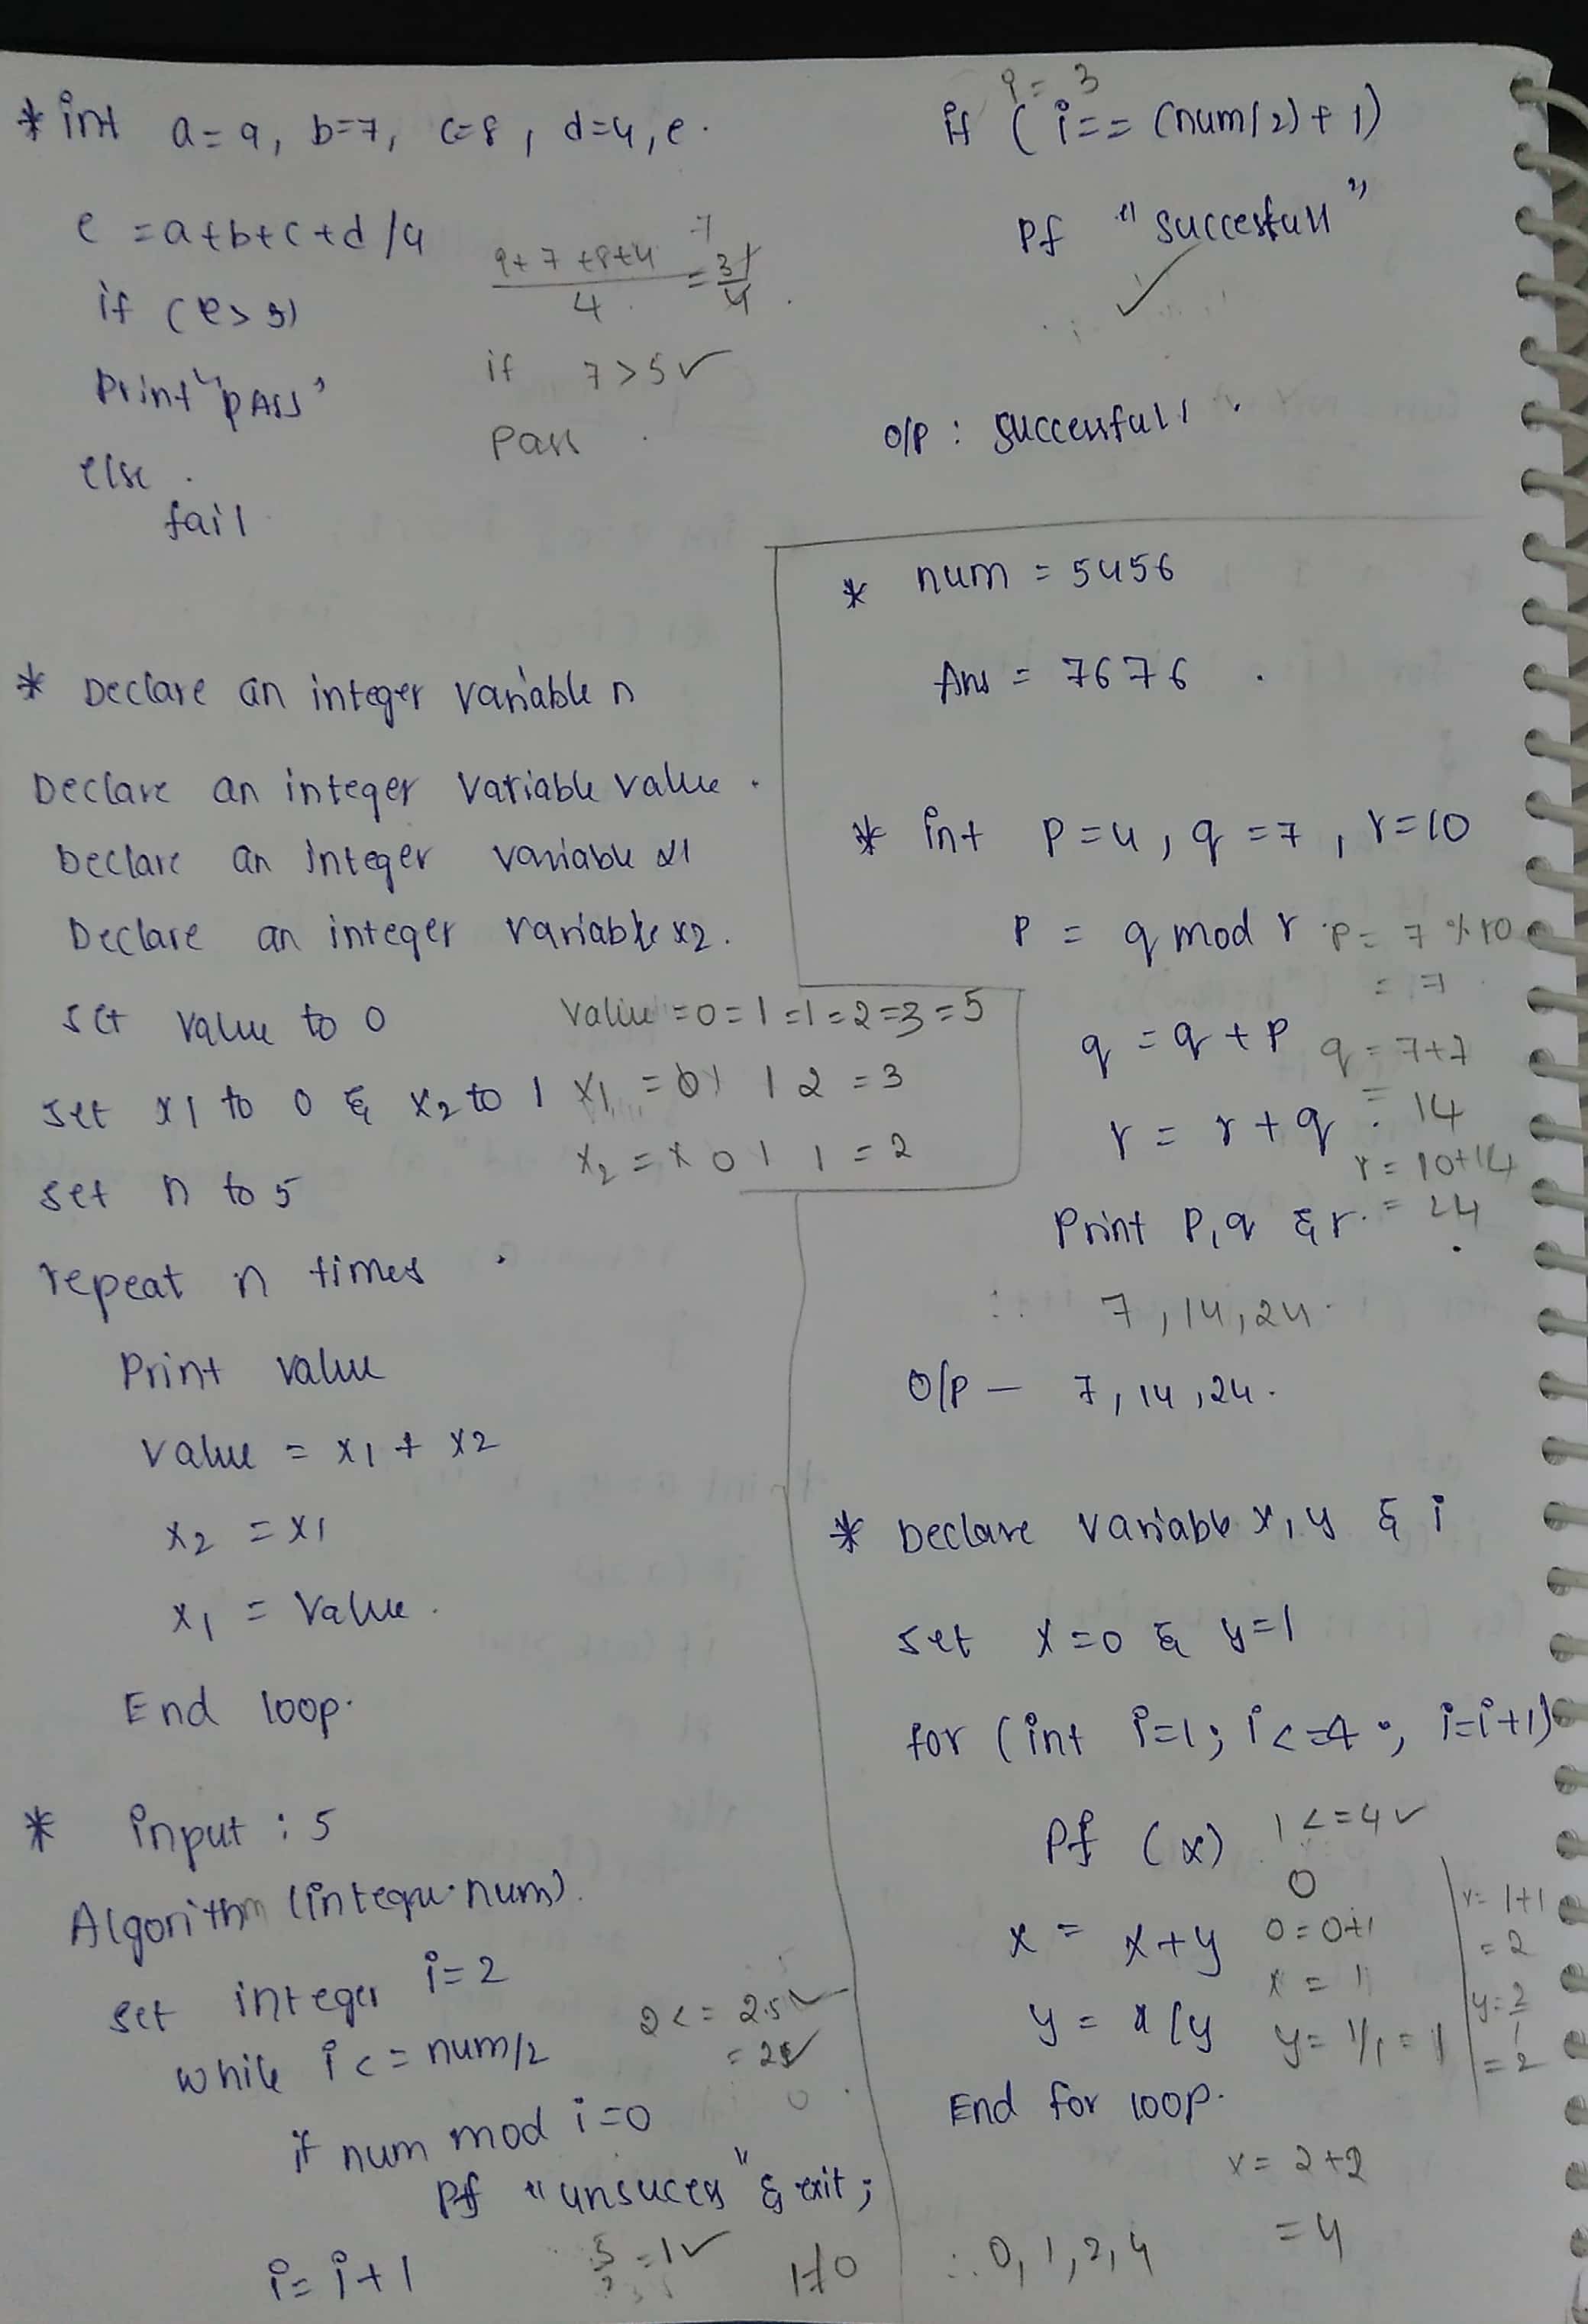 * int a=9, b=7, c=8, d=4, e.
e = a+b+c+d/4
9+7+8+4
4
= 3/4
7
if (e>5)
if 7>5 ✓
Print "pass"
Pass
else
fail
* Declare an integer variable n
Declare an integer variable value.
Declare an integer variable x1
Declare an integer variable x2.
set value to 0
Value =0=1=1=2=3=5
set x1 to 0 & x2 to 1
x1 = 0 1 1 2 =3
set n to 5
x2 = x 0 1 1 =2
repeat n times
Print value
Value = x1 + x2
x2 = x1
x1 = Value.
End loop.
* input : 5
Algorithm (integer num)
set integer i=2
while i<= num/2
2<= 2.5 ✓
= 2 ✓
if num mod i=0
Pf "unsucess" & exit;
i= i+1
5/2 =1 ✓
1≠0
i= 3
if (i== (num/2)+1)
Pf "succesfull"
✓
O/P : successfull.
* num = 5456
Ans = 7676.
* int P=4, q=7, r=10
P = q mod r
P= 7 % 10
= 7
q = q+P
q = 7+7
= 14
r = r+q
r= 10+14
= 24
Print P,q & r.
∴ 7,14,24.
O/P – 7,14,24.
* Declare variable x,y & i
set x=0 & y=1
for (int i=1; i<=4; i=i+1)
Pf (x)
1<=4 ✓
0
x = x+y
0=0+1
x = 1
y = x/y
y= 1/1 = 1
x= 1+1
= 2
y= 2/1
= 2
End for loop.
x= 2+2
= 4
∴ 0,1,2,4